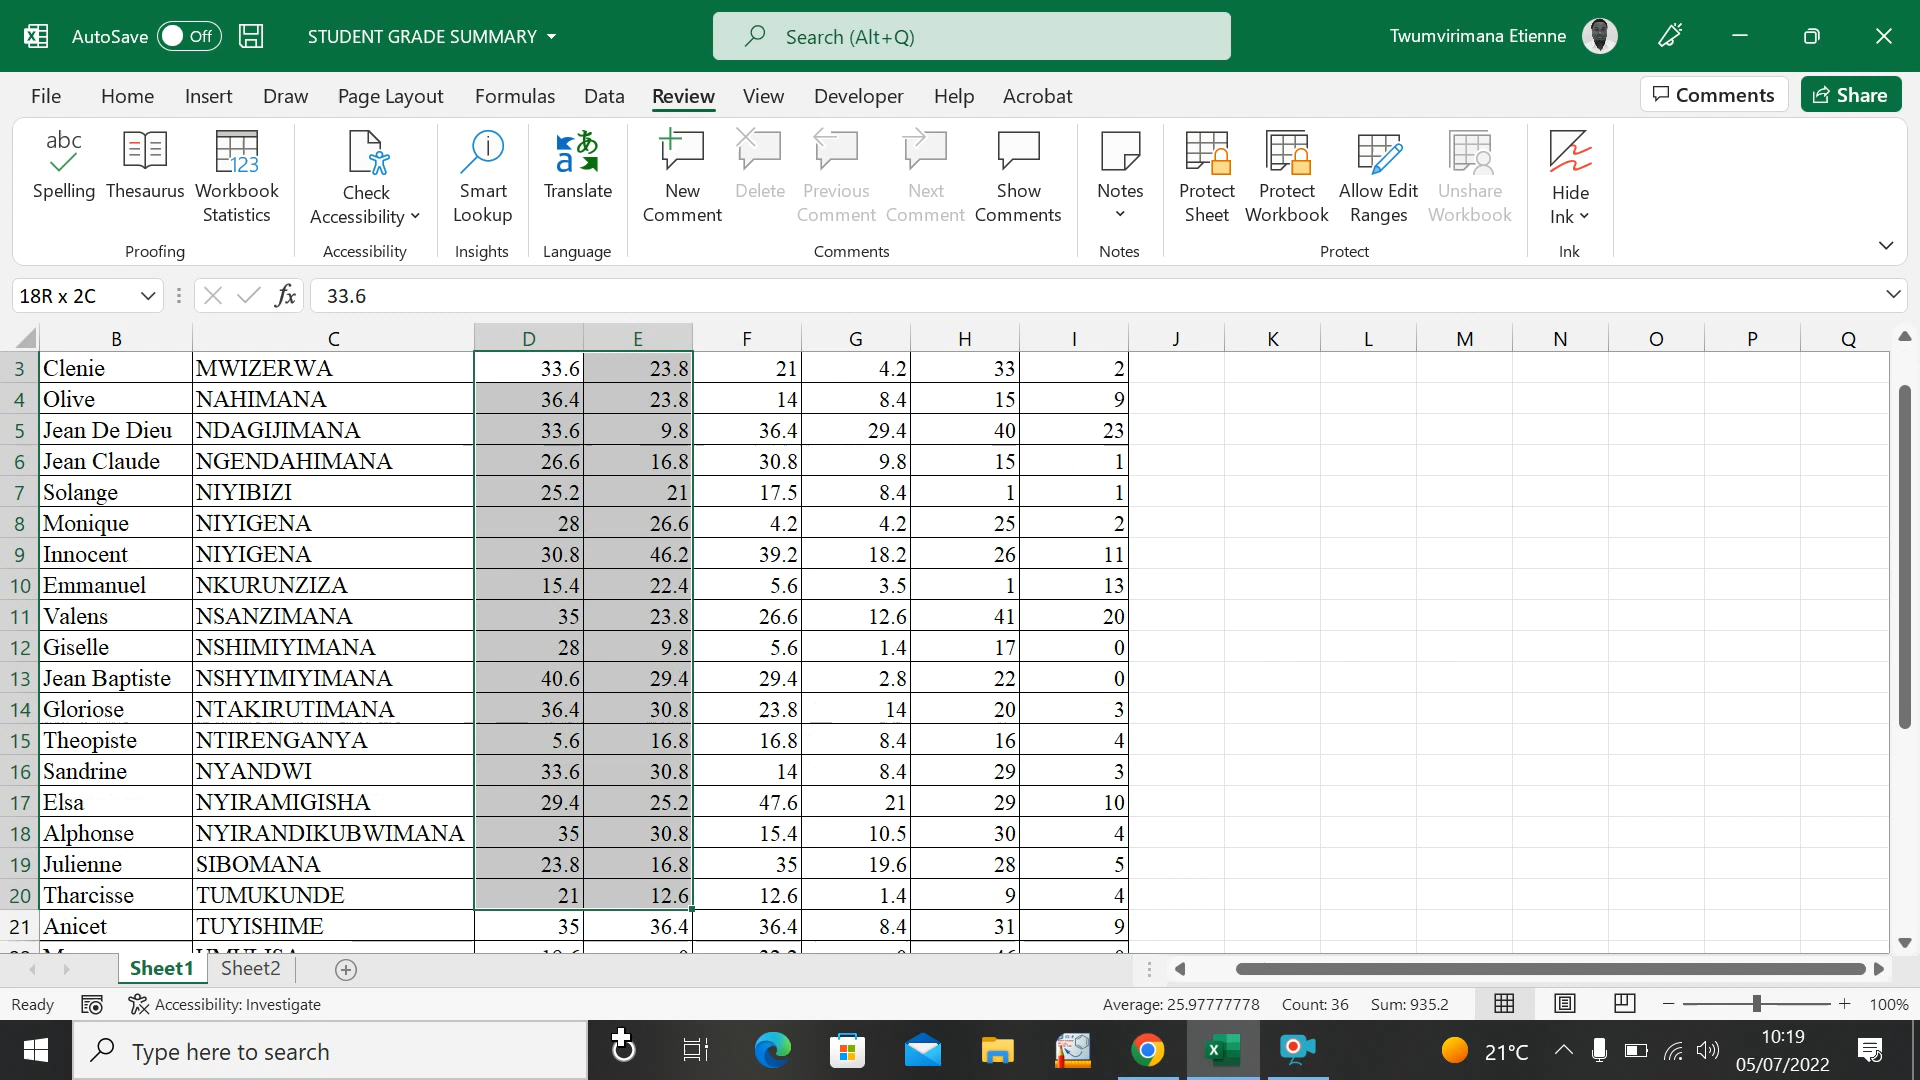 AutoSave Off STUDENT GRADE SUMMARY Search (Alt+Q) Twumvirimana Etienne
File Home Insert Draw Page Layout Formulas Data Review View Developer Help Acrobat Comments Share
abc
Spelling Thesaurus Workbook Statistics
Check Accessibility
Smart Lookup
Translate
New Comment Delete Previous Comment Next Comment Show Comments
Notes
Protect Sheet Protect Workbook Allow Edit Ranges Unshare Workbook
Hide Ink
Proofing Accessibility Insights Language Comments Notes Protect Ink
18R x 2C fx 33.6
B C D E F G H I J K L M N O P Q
3 Clenie MWIZERWA 33.6 23.8 21 4.2 33 2
4 Olive NAHIMANA 36.4 23.8 14 8.4 15 9
5 Jean De Dieu NDAGIJIMANA 33.6 9.8 36.4 29.4 40 23
6 Jean Claude NGENDAHIMANA 26.6 16.8 30.8 9.8 15 1
7 Solange NIYIBIZI 25.2 21 17.5 8.4 1 1
8 Monique NIYIGENA 28 26.6 4.2 4.2 25 2
9 Innocent NIYIGENA 30.8 46.2 39.2 18.2 26 11
10 Emmanuel NKURUNZIZA 15.4 22.4 5.6 3.5 1 13
11 Valens NSANZIMANA 35 23.8 26.6 12.6 41 20
12 Giselle NSHIMIYIMANA 28 9.8 5.6 1.4 17 0
13 Jean Baptiste NSHYIMIYIMANA 40.6 29.4 29.4 2.8 22 0
14 Gloriose NTAKIRUTIMANA 36.4 30.8 23.8 14 20 3
15 Theopiste NTIRENGANYA 5.6 16.8 16.8 8.4 16 4
16 Sandrine NYANDWI 33.6 30.8 14 8.4 29 3
17 Elsa NYIRAMIGISHA 29.4 25.2 47.6 21 29 10
18 Alphonse NYIRANDIKUBWIMANA 35 30.8 15.4 10.5 30 4
19 Julienne SIBOMANA 23.8 16.8 35 19.6 28 5
20 Tharcisse TUMUKUNDE 21 12.6 12.6 1.4 9 4
21 Anicet TUYISHIME 35 36.4 36.4 8.4 31 9
Sheet1 Sheet2
Ready Accessibility: Investigate Average: 25.97777778 Count: 36 Sum: 935.2 100%
Type here to search 21°C 10:19
05/07/2022